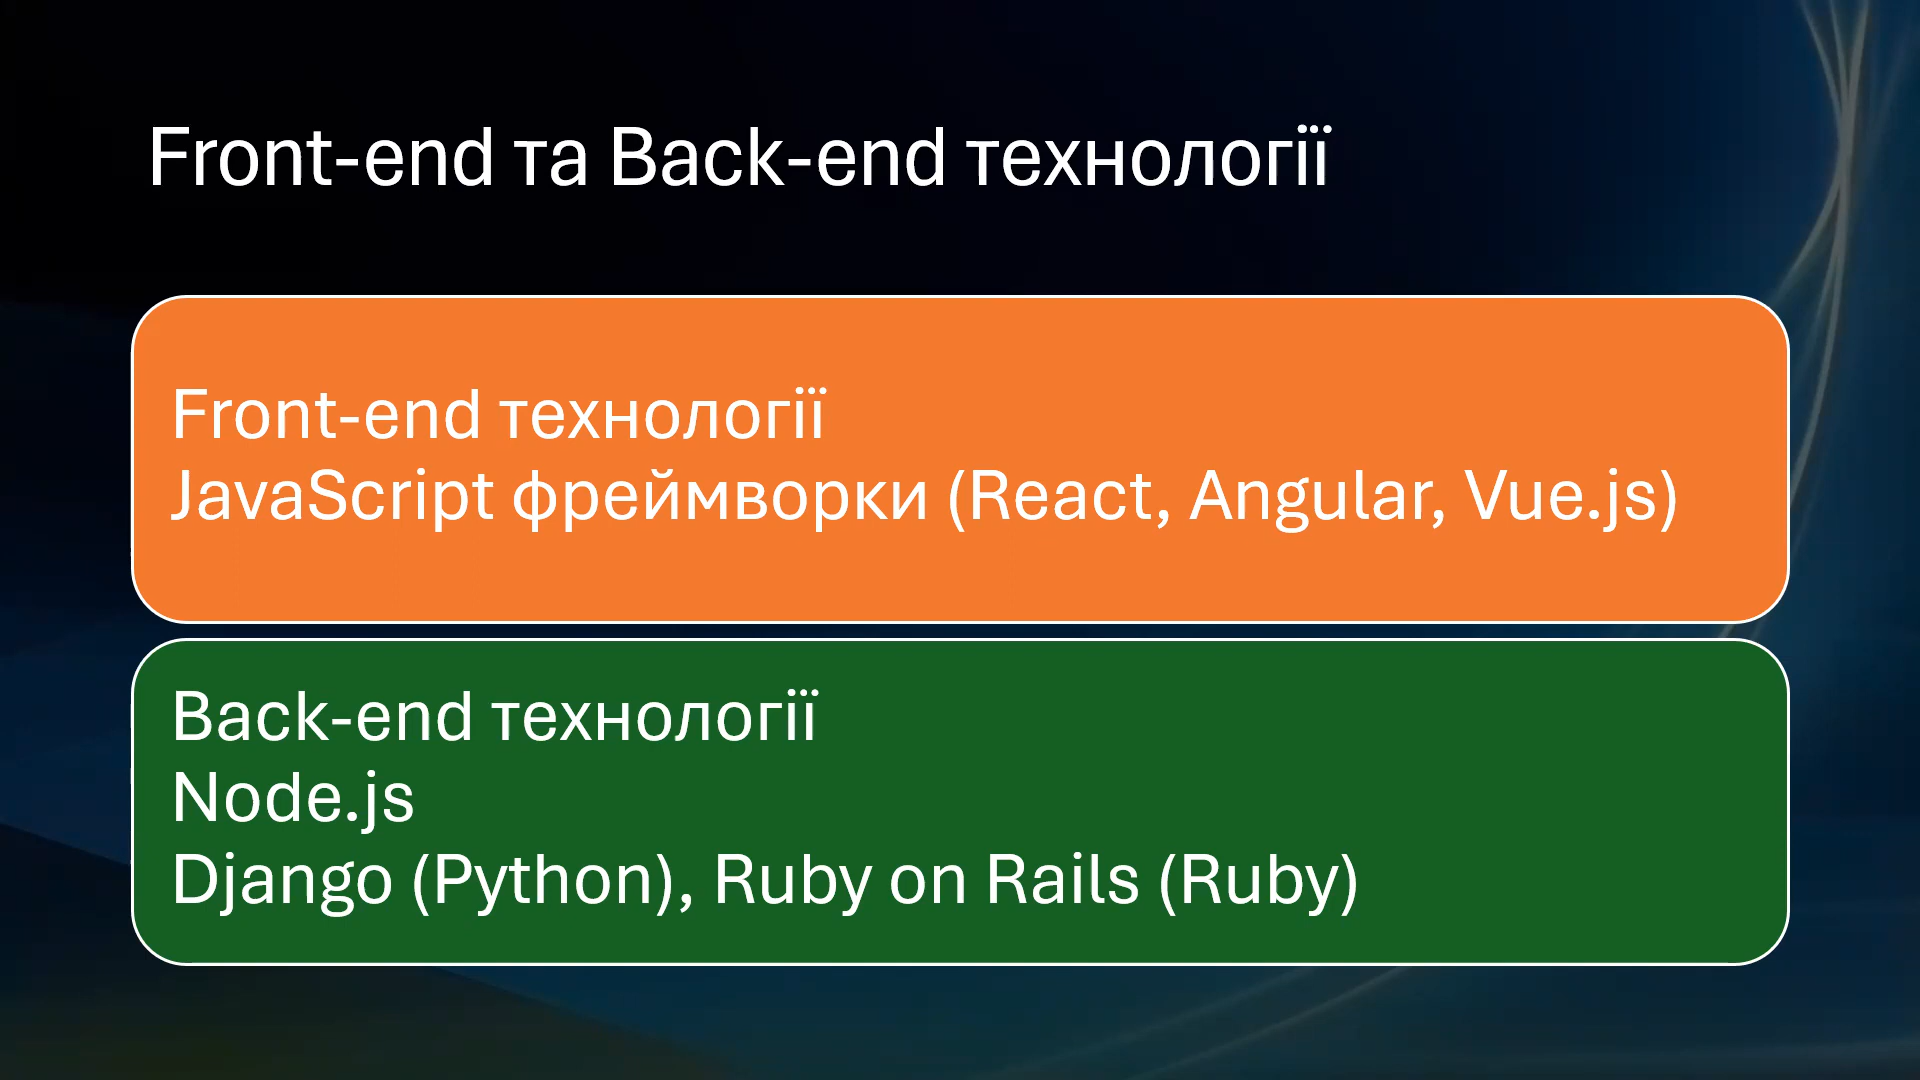 Front-end та Back-end технології
Front-end технології
JavaScript фреймворки (React, Angular, Vue.js)
Back-end технології
Node.js
Django (Python), Ruby on Rails (Ruby)